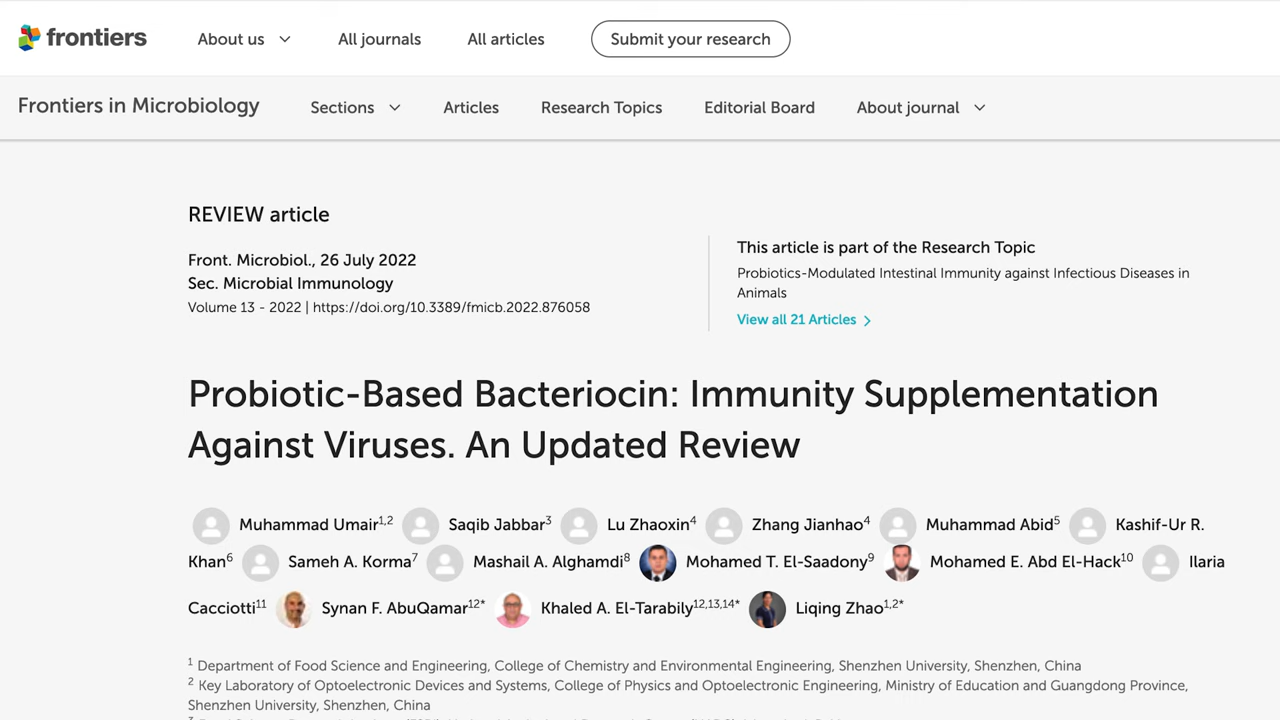 frontiers About us All journals All articles Submit your research
Frontiers in Microbiology Sections Articles Research Topics Editorial Board About journal
REVIEW article
Front. Microbiol., 26 July 2022
Sec. Microbial Immunology
Volume 13 - 2022 | https://doi.org/10.3389/fmicb.2022.876058
This article is part of the Research Topic
Probiotics-Modulated Intestinal Immunity against Infectious Diseases in
Animals
View all 21 Articles
Probiotic-Based Bacteriocin: Immunity Supplementation
Against Viruses. An Updated Review
Muhammad Umair1,2 Saqib Jabbar3 Lu Zhaoxin4 Zhang Jianhao4 Muhammad Abid5 Kashif-Ur R.
Khan6 Sameh A. Korma7 Mashail A. Alghamdi8 Mohamed T. El-Saadony9 Mohamed E. Abd El-Hack10 Ilaria
Cacciotti11 Synan F. AbuQamar12* Khaled A. El-Tarabily12,13,14* Liqing Zhao1,2*
1 Department of Food Science and Engineering, College of Chemistry and Environmental Engineering, Shenzhen University, Shenzhen, China
2 Key Laboratory of Optoelectronic Devices and Systems, College of Physics and Optoelectronic Engineering, Ministry of Education and Guangdong Province,
Shenzhen University, Shenzhen, China